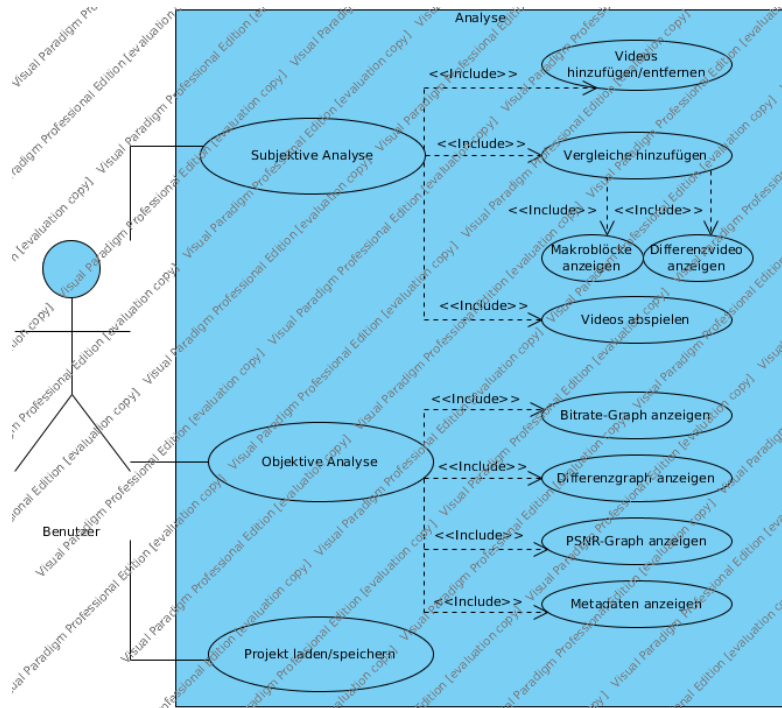 Analyse
Videos
hinzufügen/entfernen
<<Include>>
Subjektive Analyse
<<Include>>
Vergleiche hinzufügen
<<Include>>
<<Include>>
Makroblöcke
anzeigen
Differenzvideo
anzeigen
<<Include>>
Videos abspielen
<<Include>>
Bitrate-Graph anzeigen
Objektive Analyse
<<Include>>
Differenzgraph anzeigen
Benutzer
<<Include>>
PSNR-Graph anzeigen
<<Include>>
Metadaten anzeigen
Projekt laden/speichern
Visual Paradigm Professional Edition [evaluation copy]